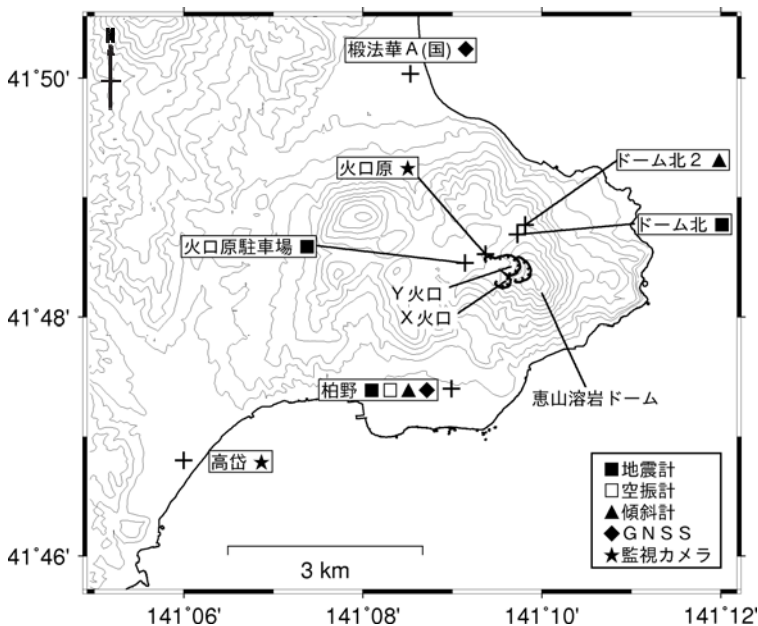 N
椴法華A(国)◆
41°50'
ドーム北2▲
火口原★
ドーム北■
火口原駐車場■
Y火口
X火口
41°48'
柏野■□▲◆
恵山溶岩ドーム
高岱★
■地震計
□空振計
▲傾斜計
◆GNSS
★監視カメラ
41°46'
3 km
141°06'
141°08'
141°10'
141°12'